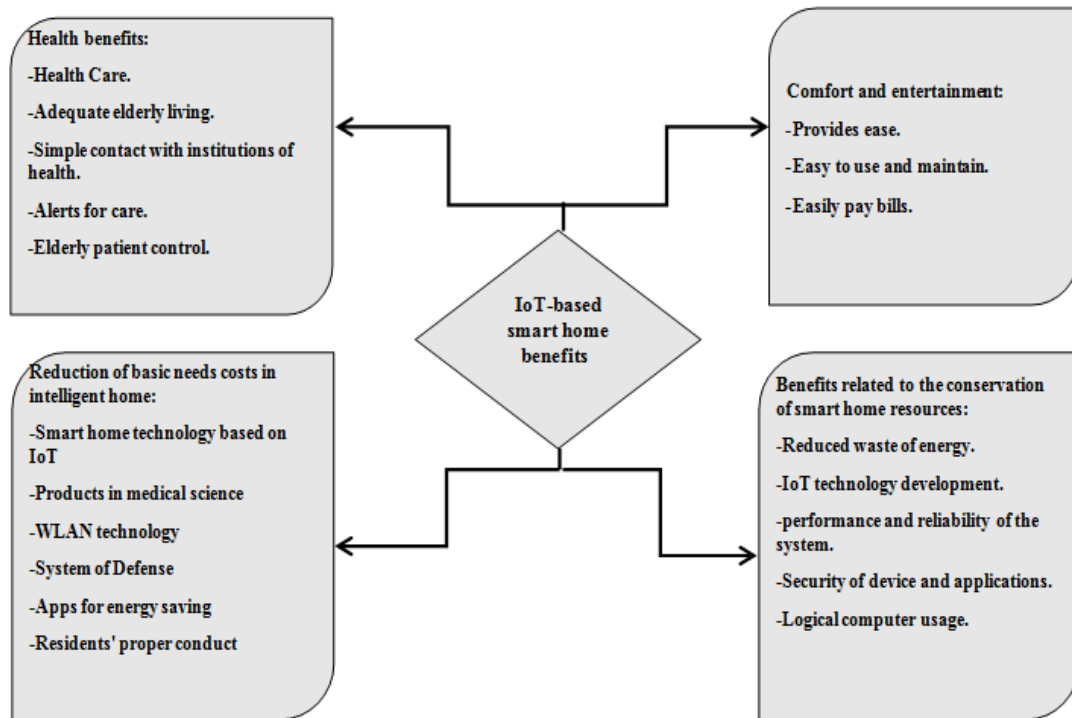 Health benefits:
-Health Care.
-Adequate elderly living.
-Simple contact with institutions of
health.
-Alerts for care.
-Elderly patient control.
Comfort and entertainment:
-Provides ease.
-Easy to use and maintain.
-Easily pay bills.
IoT-based
smart home
benefits
Reduction of basic needs costs in
intelligent home:
-Smart home technology based on
IoT
-Products in medical science
-WLAN technology
-System of Defense
-Apps for energy saving
-Residents' proper conduct
Benefits related to the conservation
of smart home resources:
-Reduced waste of energy.
-IoT technology development.
-performance and reliability of the
system.
-Security of device and applications.
-Logical computer usage.